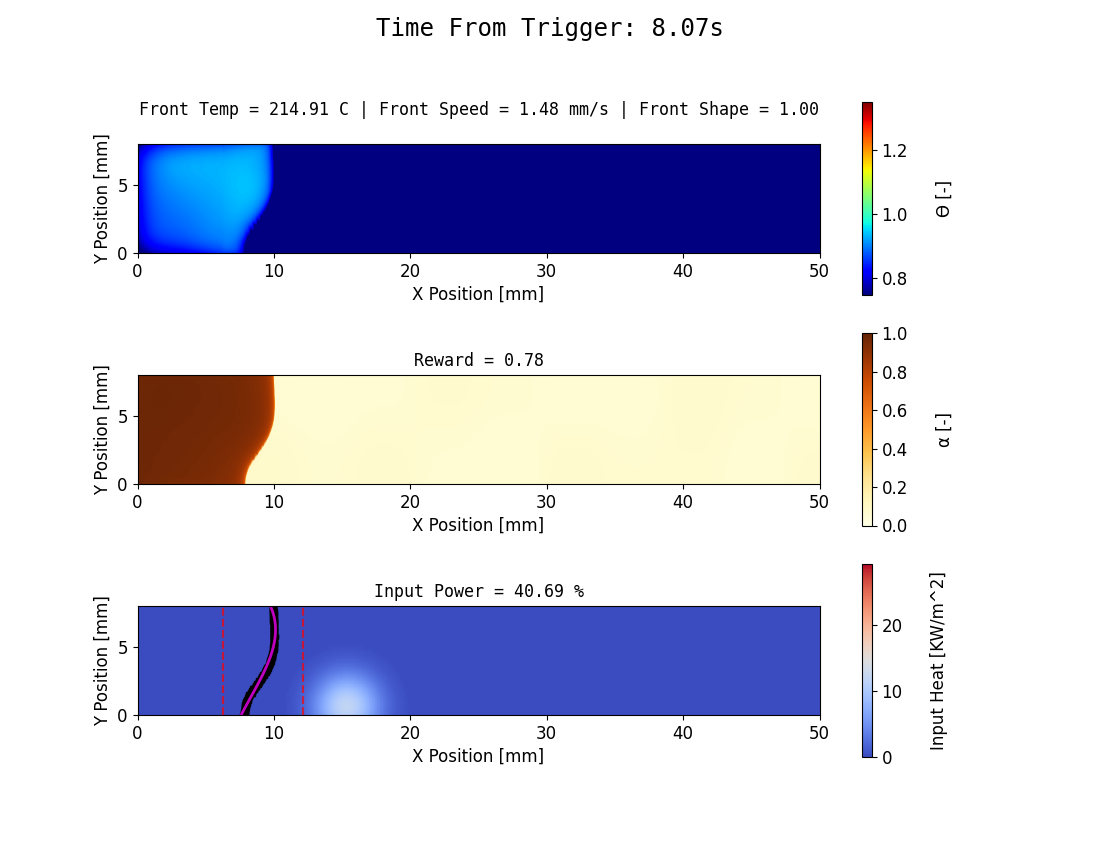 Time From Trigger: 8.07s
Front Temp = 214.91 C | Front Speed = 1.48 mm/s | Front Shape = 1.00
Y Position [mm]
5
0
0 10 20 30 40 50
X Position [mm]
1.2
1.0
0.8
Θ [-]
Reward = 0.78
Y Position [mm]
5
0
0 10 20 30 40 50
X Position [mm]
1.0
0.8
0.6
0.4
0.2
0.0
α [-]
Input Power = 40.69 %
Y Position [mm]
5
0
0 10 20 30 40 50
X Position [mm]
20
10
0
Input Heat [KW/m^2]